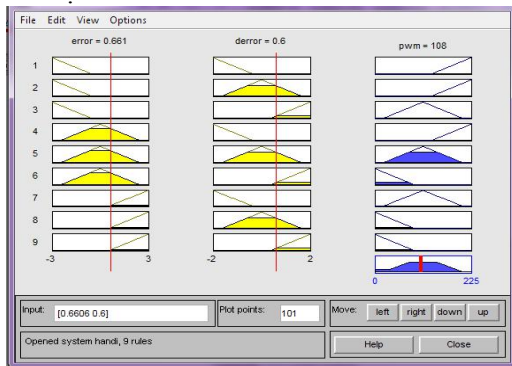 File Edit View Options
error = 0.661 derror = 0.6 pwm = 108
1
2
3
4
5
6
7
8
9
-3 3 -2 2
0 225
Input: [0.6606 0.6] Plot points: 101 Move: left right down up
Opened system handi, 9 rules Help Close